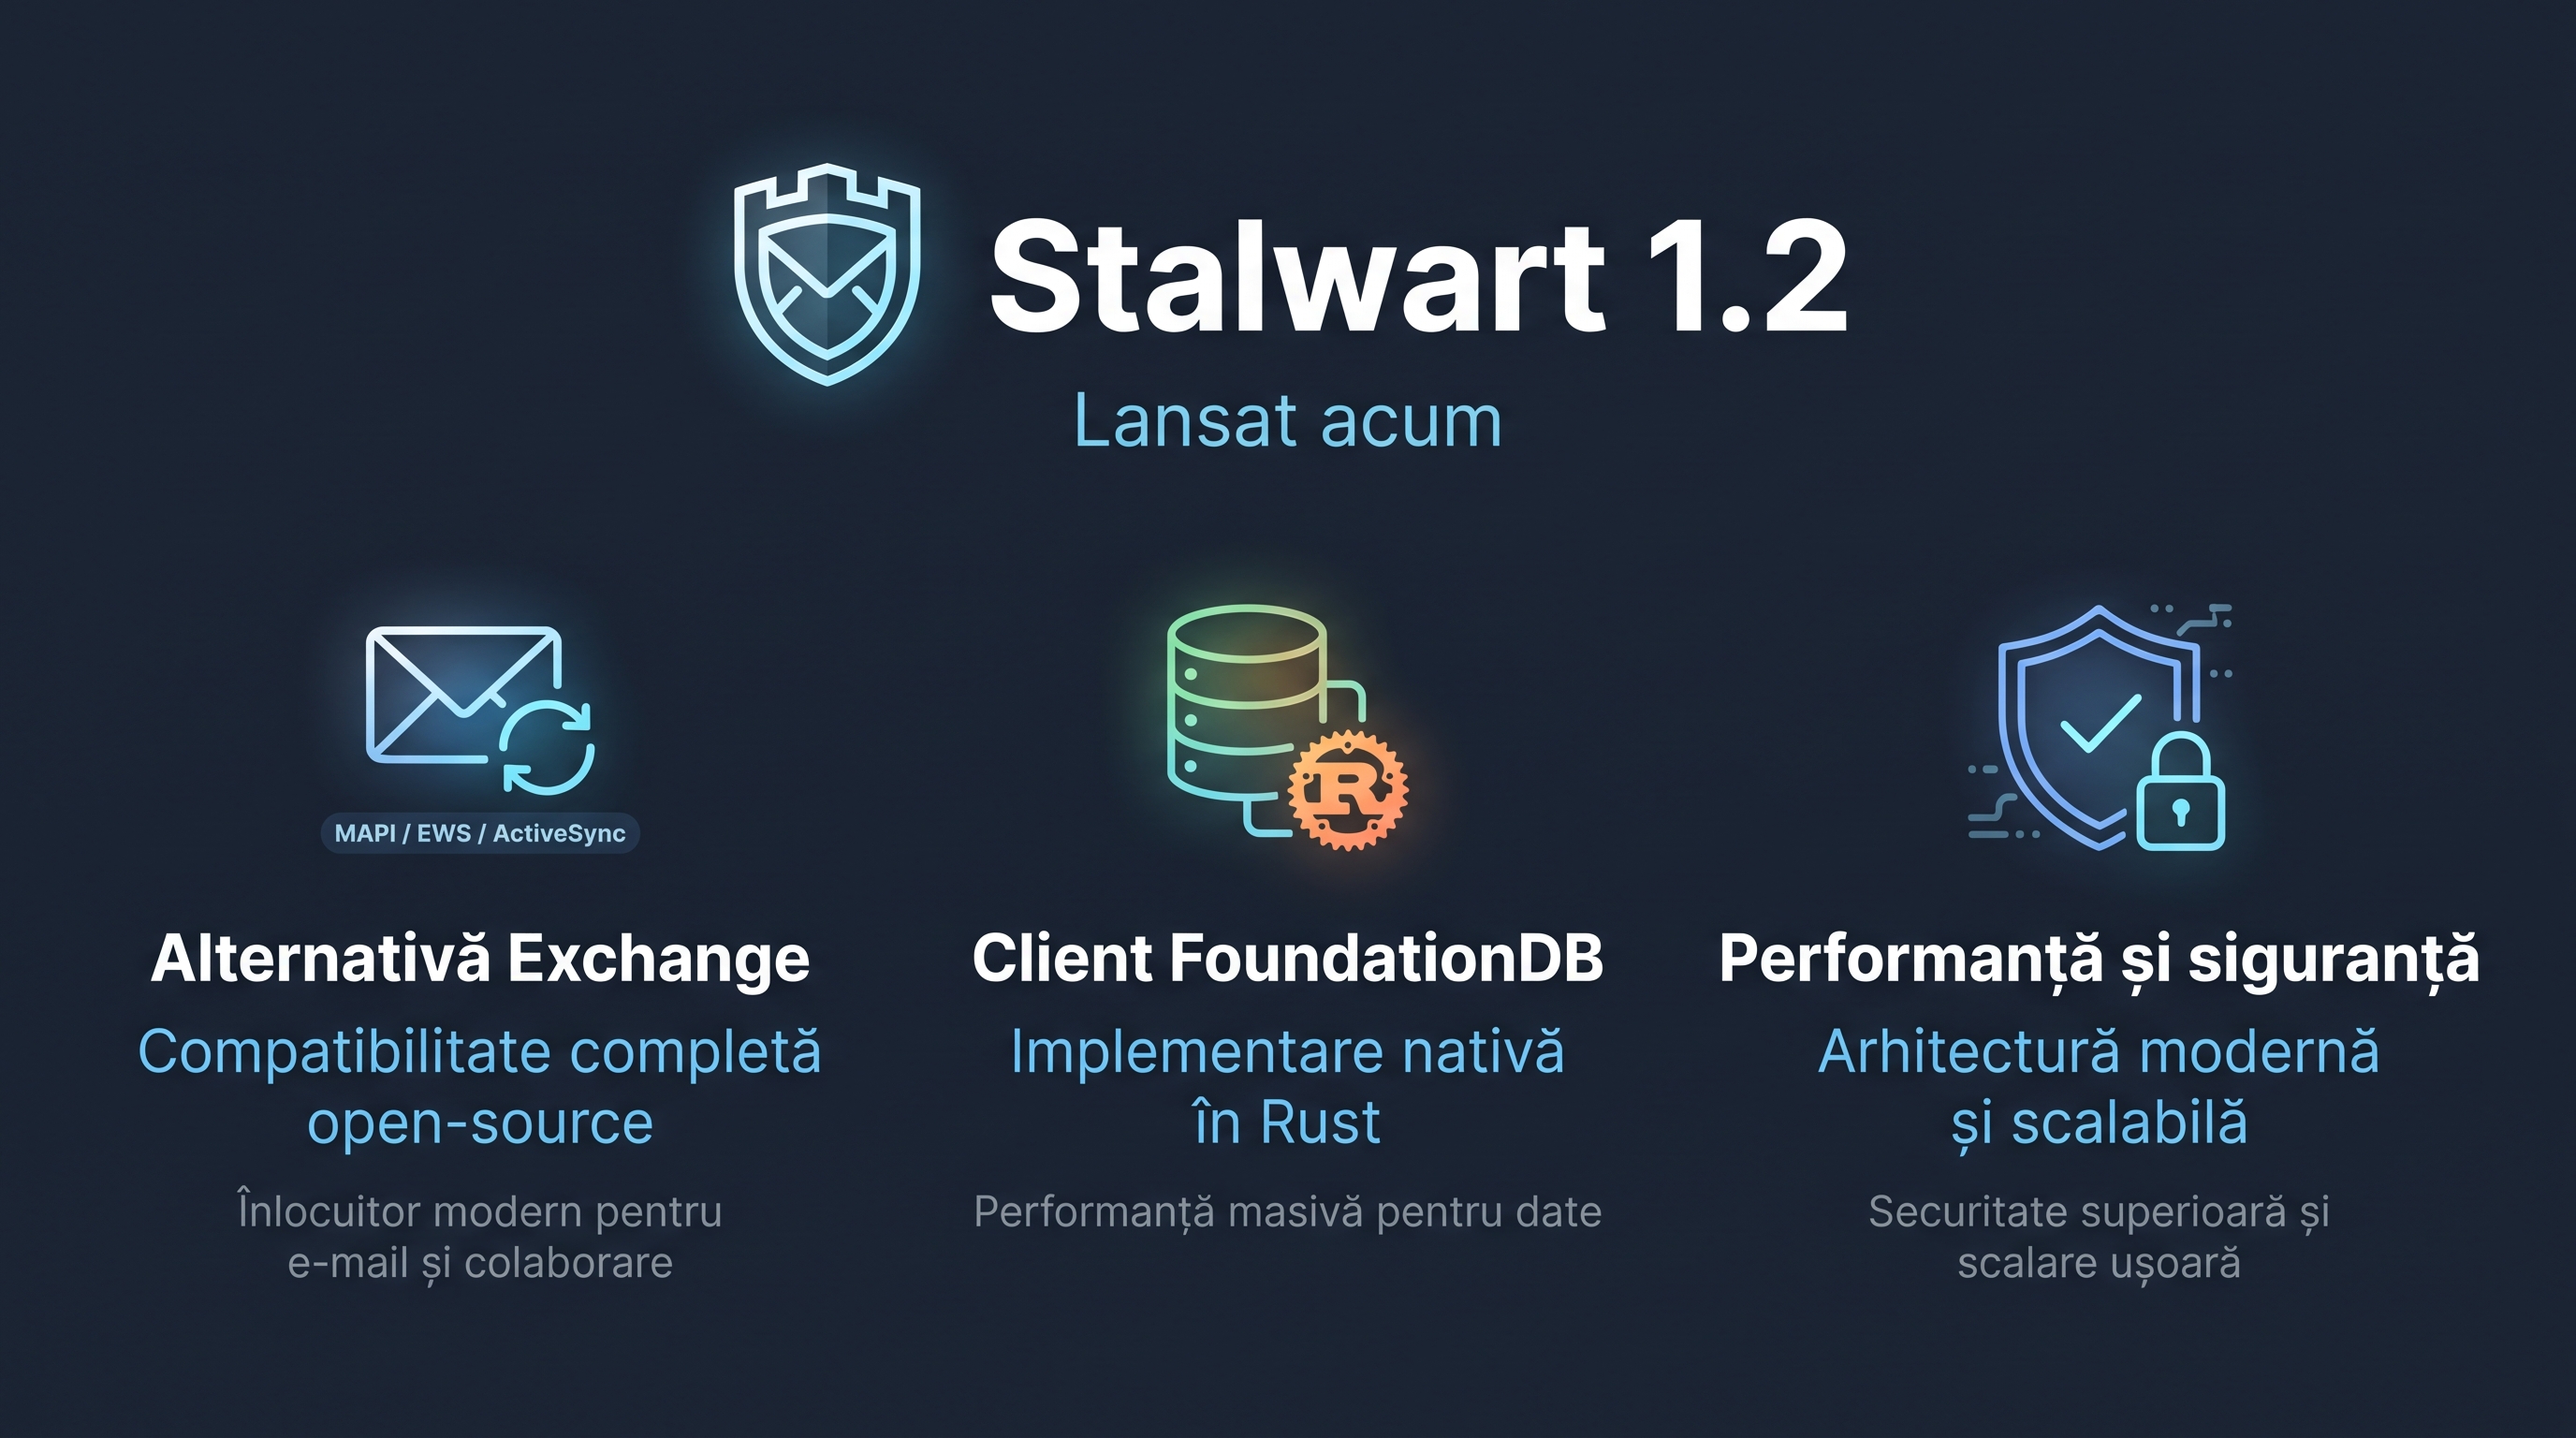 Stalwart 1.2
Lansat acum
MAPI / EWS / ActiveSync
Alternativă Exchange
Compatibilitate completă
open-source
Înlocuitor modern pentru
e-mail și colaborare
R
Client FoundationDB
Implementare nativă
în Rust
Performanță masivă pentru date
Performanță și siguranță
Arhitectură modernă
și scalabilă
Securitate superioară și
scalare ușoară